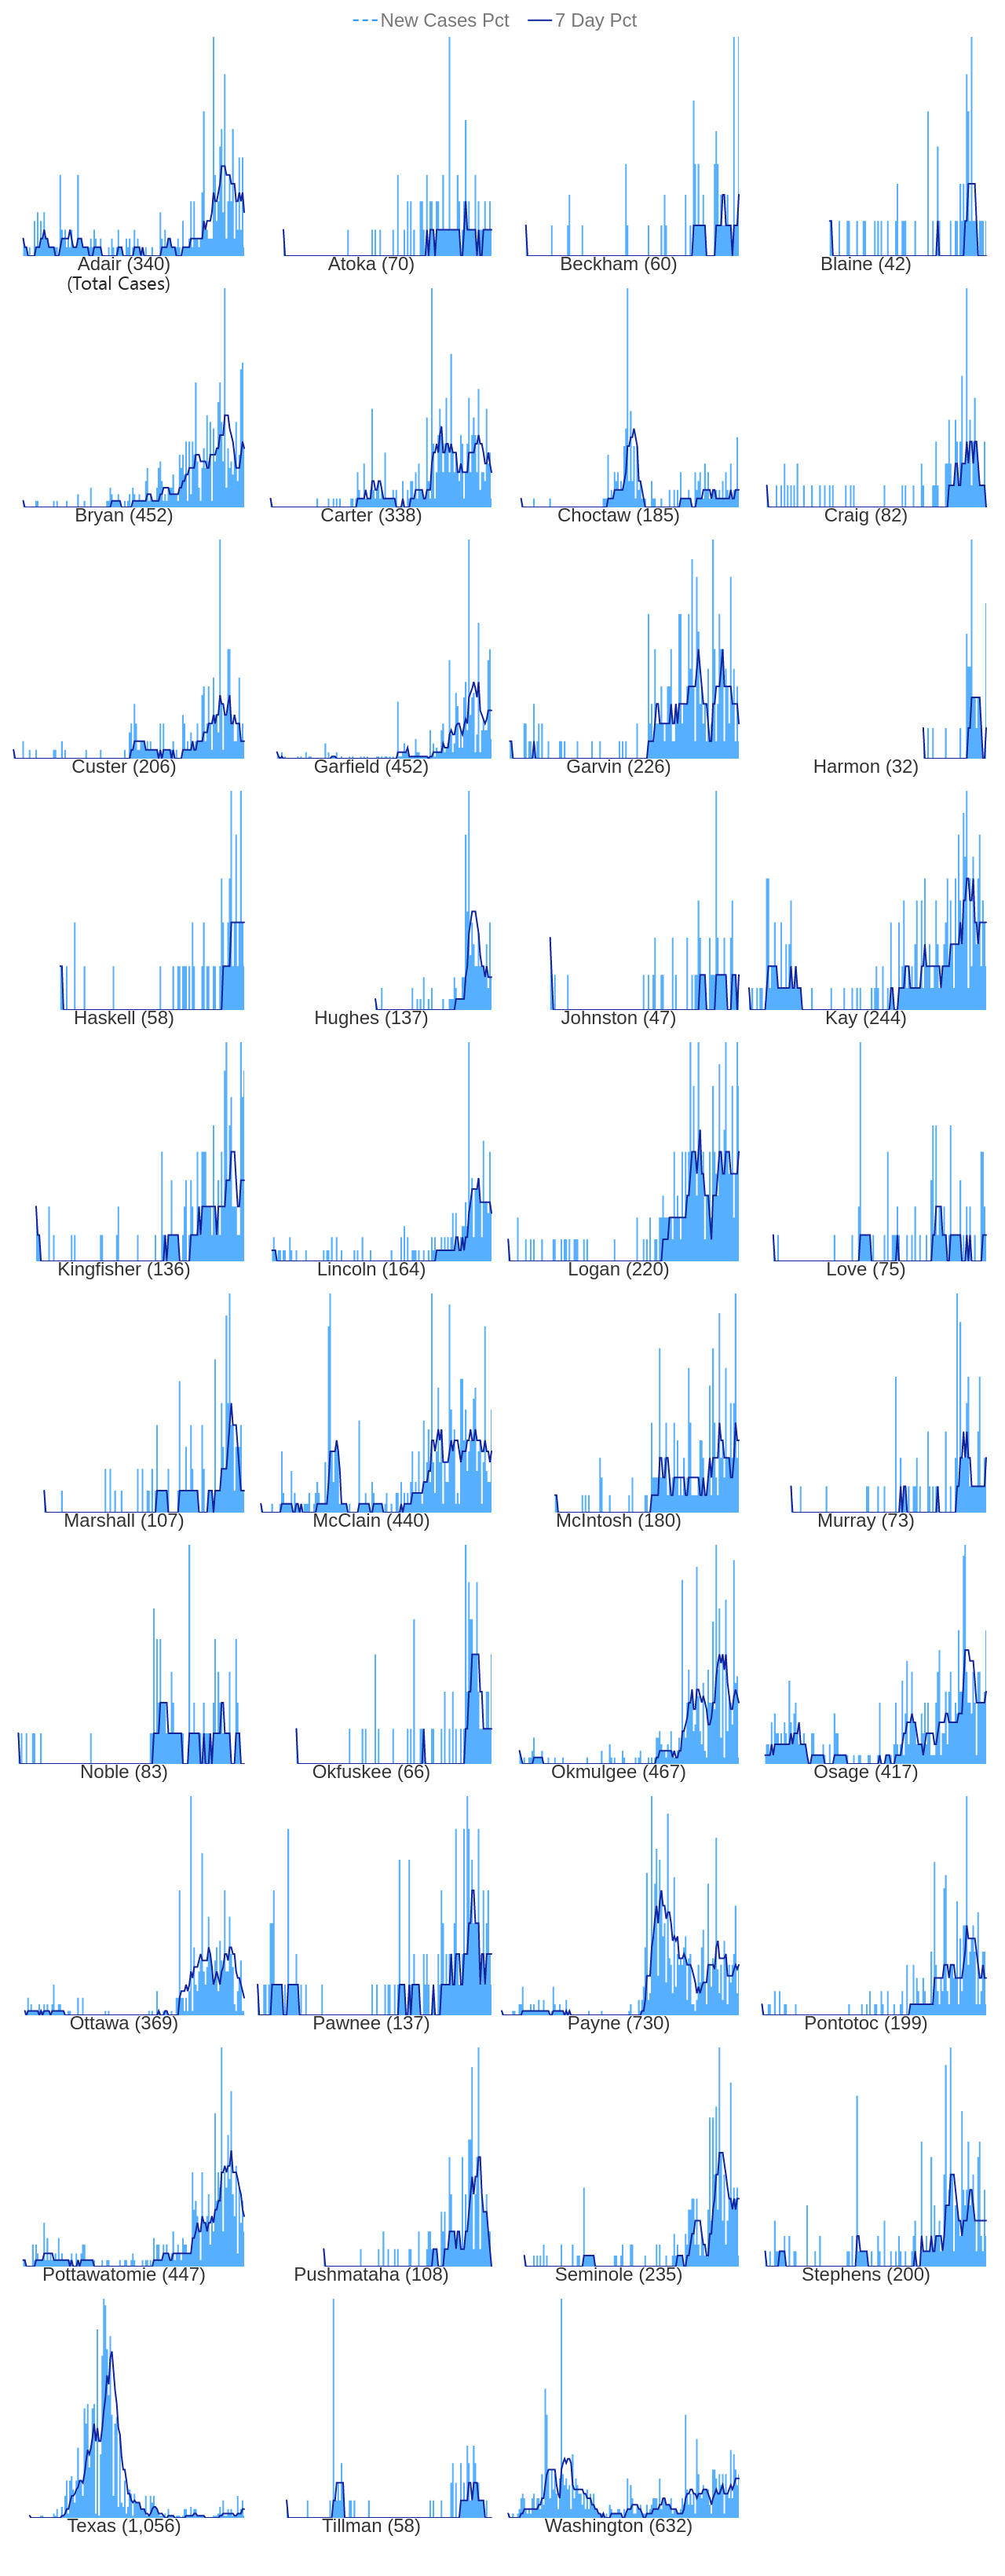 New Cases Pct 7 Day Pct
Adair (340) Atoka (70) Beckham (60) Blaine (42)
(Total Cases)
Bryan (452) Carter (338) Choctaw (185) Craig (82)
Custer (206) Garfield (452) Garvin (226) Harmon (32)
Haskell (58) Hughes (137) Johnston (47) Kay (244)
Kingfisher (136) Lincoln (164) Logan (220) Love (75)
Marshall (107) McClain (440) McIntosh (180) Murray (73)
Noble (83) Okfuskee (66) Okmulgee (467) Osage (417)
Ottawa (369) Pawnee (137) Payne (730) Pontotoc (199)
Pottawatomie (447) Pushmataha (108) Seminole (235) Stephens (200)
Texas (1,056) Tillman (58) Washington (632)